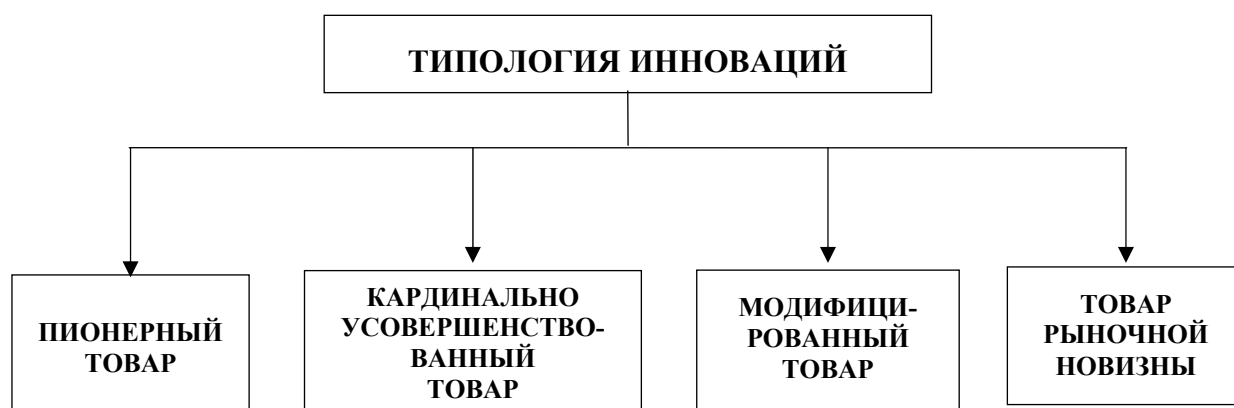 ТИПОЛОГИЯ ИННОВАЦИЙ
ПИОНЕРНЫЙ
ТОВАР
КАРДИНАЛЬНО
УСОВЕРШЕНСТВО-
ВАННЫЙ
ТОВАР
МОДИФИЦИ-
РОВАННЫЙ
ТОВАР
ТОВАР
РЫНОЧНОЙ
НОВИЗНЫ